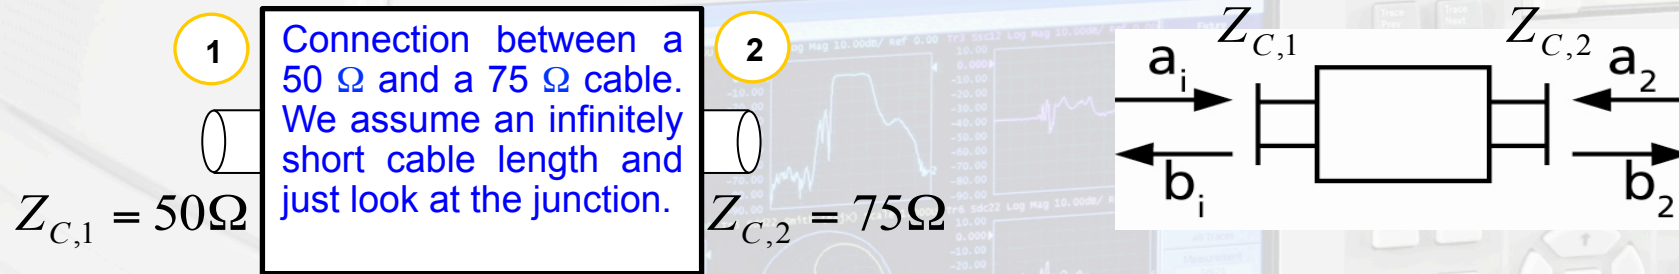 1
Connection between a
50 Ω and a 75 Ω cable.
We assume an infinitely
short cable length and
just look at the junction.
2
Z_{C,1} = 50Ω
Z_{C,2} = 75Ω
Z_{C,1}
Z_{C,2}
a_i
a_2
b_i
b_2